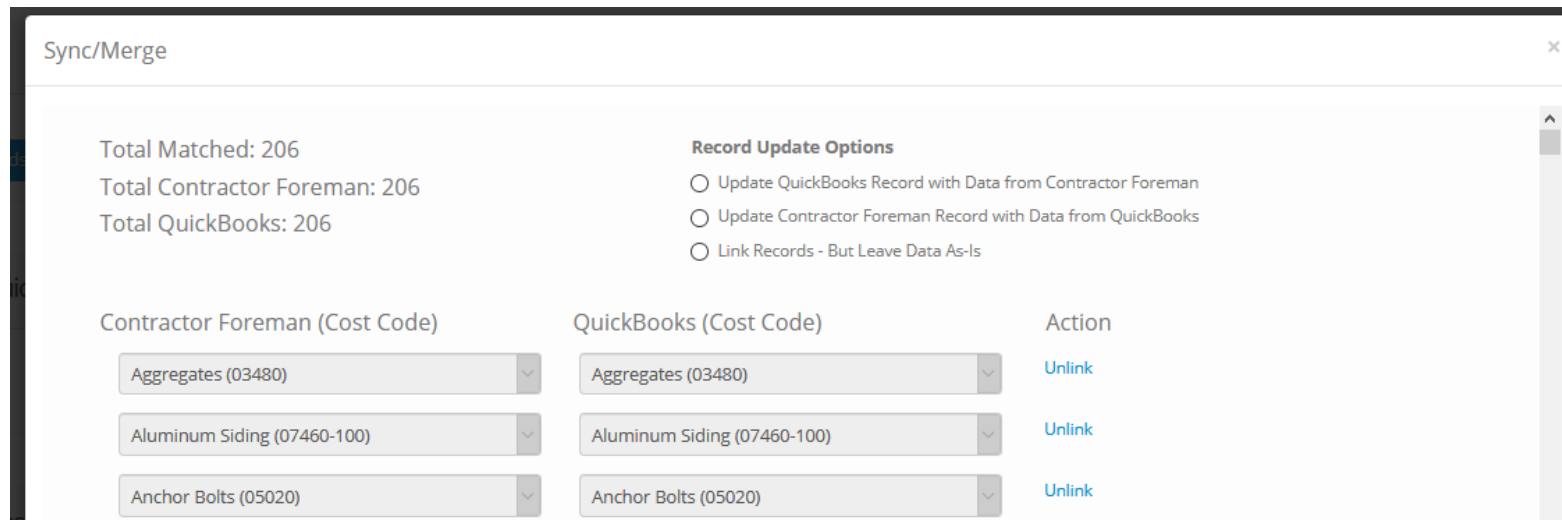 Sync/Merge
×
Total Matched: 206
Total Contractor Foreman: 206
Total QuickBooks: 206
Record Update Options
Update QuickBooks Record with Data from Contractor Foreman
Update Contractor Foreman Record with Data from QuickBooks
Link Records - But Leave Data As-Is
Contractor Foreman (Cost Code) QuickBooks (Cost Code) Action
Aggregates (03480) Aggregates (03480) Unlink
Aluminum Siding (07460-100) Aluminum Siding (07460-100) Unlink
Anchor Bolts (05020) Anchor Bolts (05020) Unlink